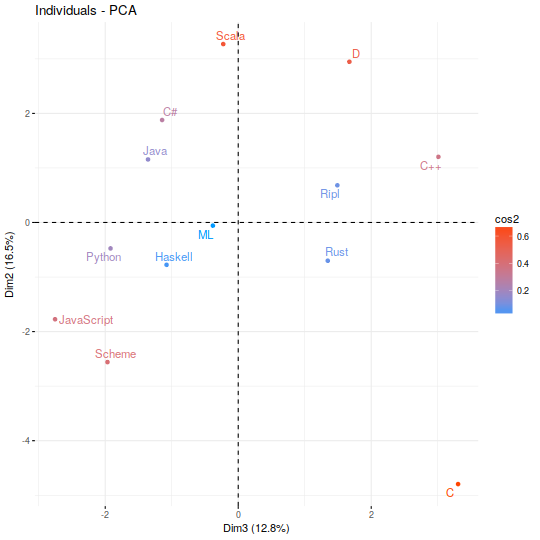 Individuals - PCA
Scala
D
C#
Java
C++
Ripl
ML
Rust
Python
Haskell
JavaScript
Scheme
C
2
0
-2
-4
-2
0
2
Dim3 (12.8%)
Dim2 (16.5%)
cos2
0.6
0.4
0.2